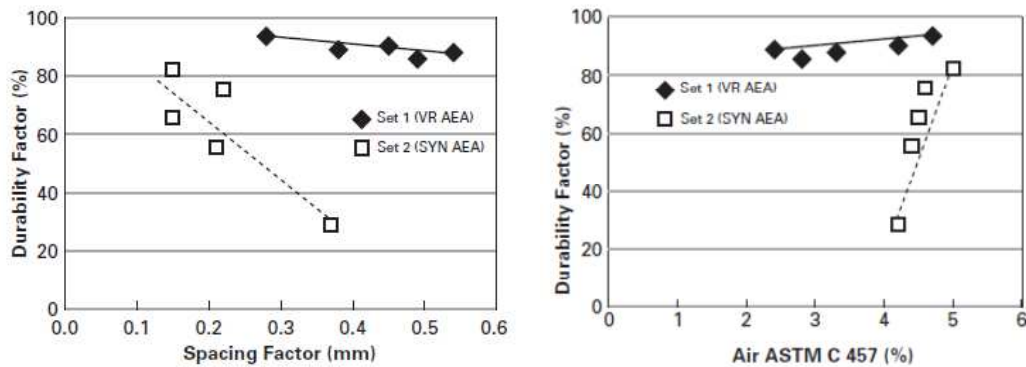 100
80
60
40
20
0
Durability Factor (%)
Set 1 (VR AEA)
Set 2 (SYN AEA)
0.0 0.1 0.2 0.3 0.4 0.5 0.6
Spacing Factor (mm)
100
80
60
40
20
0
Durability Factor (%)
Set 1 (VR AEA)
Set 2 (SYN AEA)
0 1 2 3 4 5 6
Air ASTM C 457 (%)